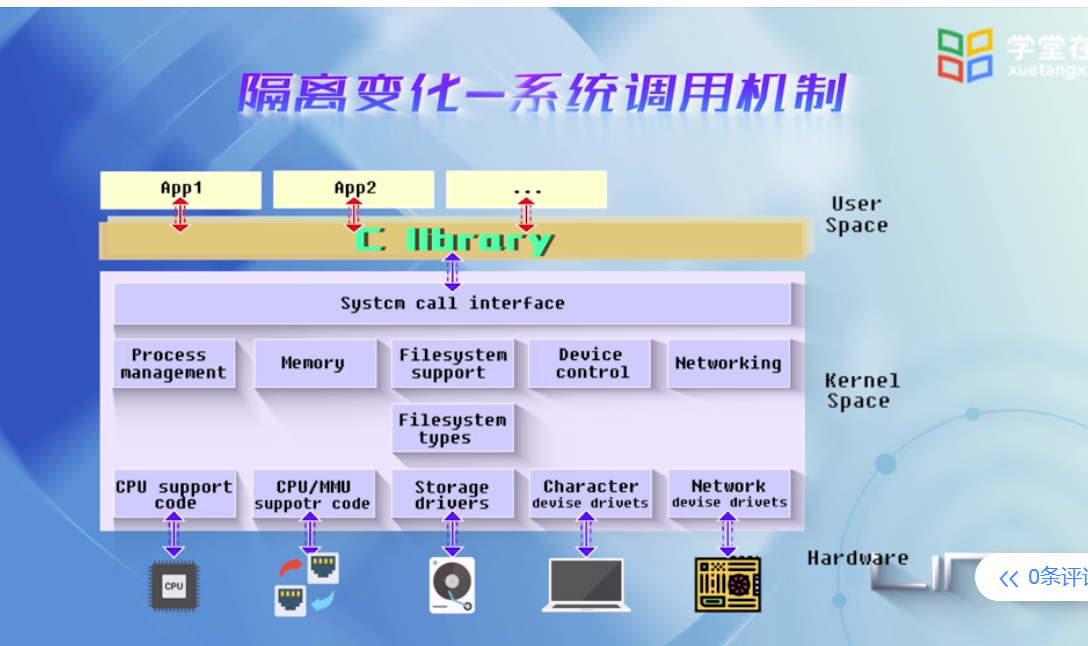 学堂在
xuetangx
隔离变化—系统调用机制
App1
App2
...
User
Space
C library
Systcm call interface
Process
management
Memory
Filesystem
support
Device
control
Networking
Kernel
Space
Filesystem
types
CPU support
code
CPU/MMU
suppotr code
Storage
drivers
Character
devise drivets
Network
devise drivets
Hardware
CPU
<< 0条评